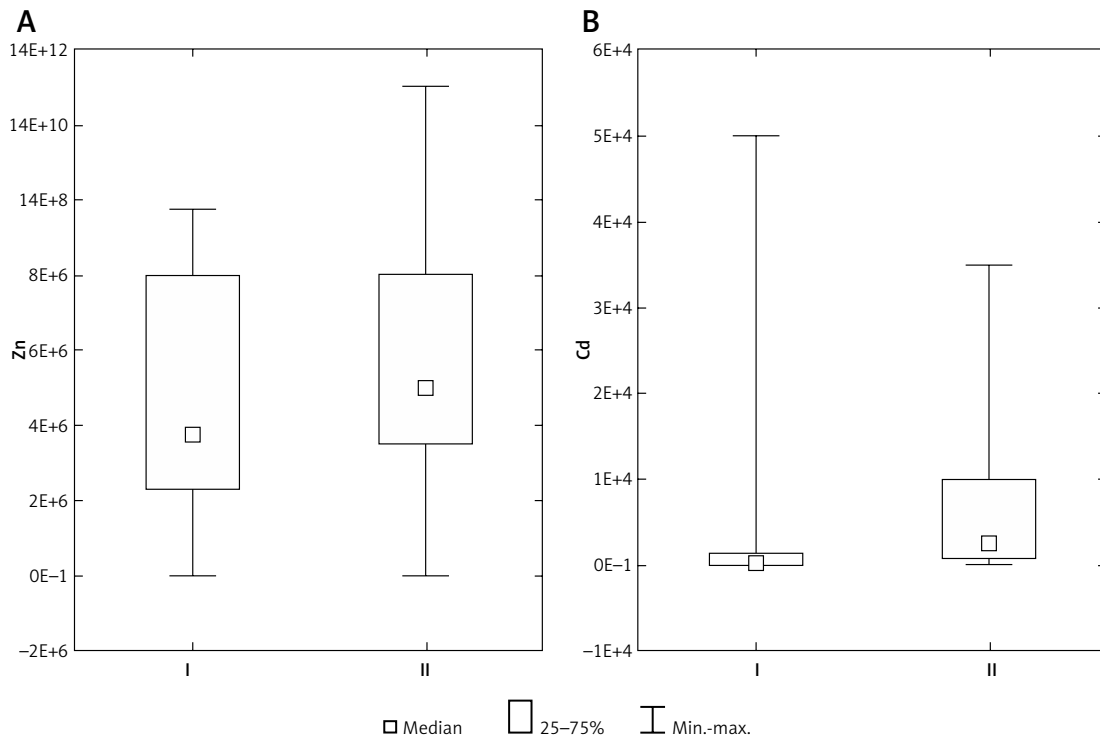 A
14E+12
14E+10
14E+8
8E+6
6E+6
4E+6
2E+6
0E–1
–2E+6
Zn
I
II
B
6E+4
5E+4
4E+4
3E+4
2E+4
1E+4
0E–1
–1E+4
Cd
I
II
Median
25–75%
Min.-max.